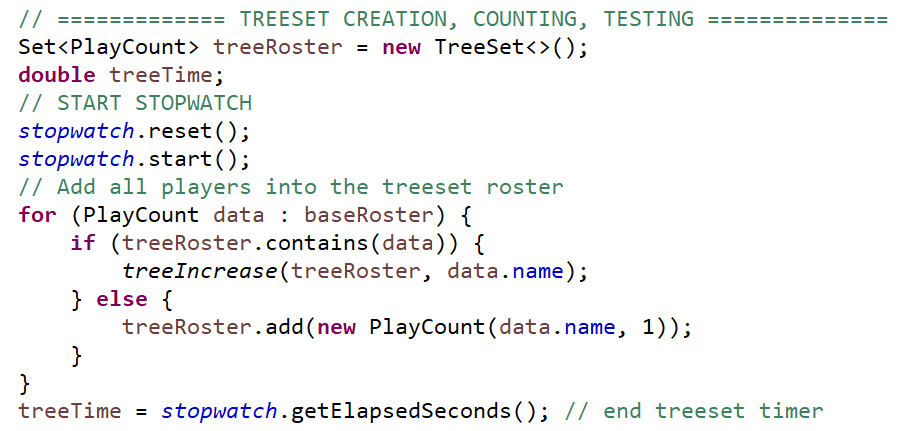 // ============= TREESET CREATION, COUNTING, TESTING ==============
Set<PlayCount> treeRoster = new TreeSet<>();
double treeTime;
// START STOPWATCH
stopwatch.reset();
stopwatch.start();
// Add all players into the treeset roster
for (PlayCount data : baseRoster) {
    if (treeRoster.contains(data)) {
        treeIncrease(treeRoster, data.name);
    } else {
        treeRoster.add(new PlayCount(data.name, 1));
    }
}
treeTime = stopwatch.getElapsedSeconds(); // end treeset timer